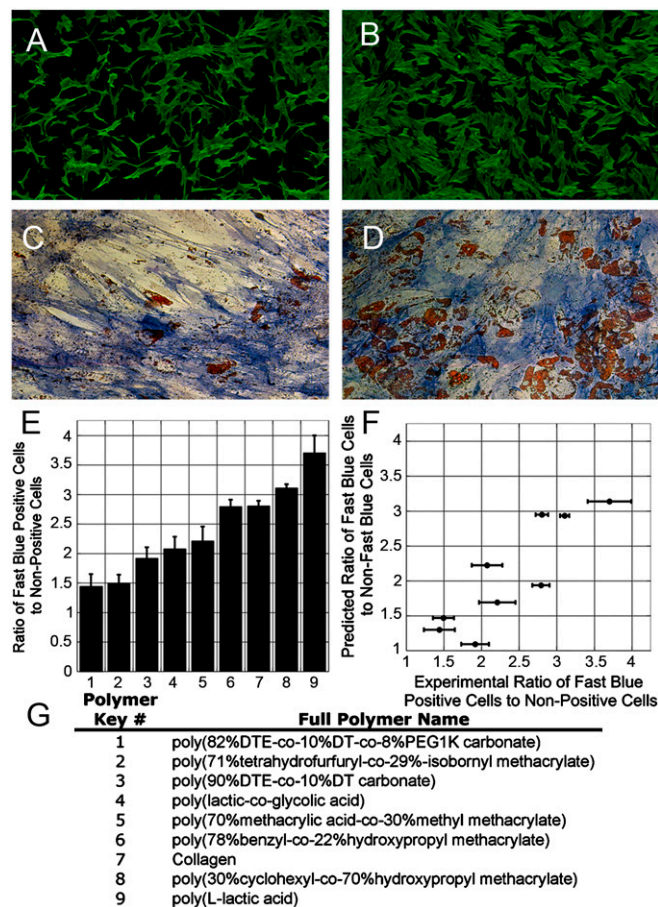 A
B
C
D
E
F
Ratio of Fast Blue Positive Cells
to Non-Positive Cells
4
3.5
3
2.5
2
1.5
1
0.5
0
1 2 3 4 5 6 7 8 9
Predicted Ratio of Fast Blue Cells
to Non-Fast Blue Cells
4
3.5
3
2.5
2
1.5
1
1 1.5 2 2.5 3 3.5 4
Experimental Ratio of Fast Blue
Positive Cells to Non-Positive Cells
G
Polymer
Key # Full Polymer Name
1 poly(82%DTE-co-10%DT-co-8%PEG1K carbonate)
2 poly(71%tetrahydrofurfuryl-co-29%-isobornyl methacrylate)
3 poly(90%DTE-co-10%DT carbonate)
4 poly(lactic-co-glycolic acid)
5 poly(70%methacrylic acid-co-30%methyl methacrylate)
6 poly(78%benzyl-co-22%hydroxypropyl methacrylate)
7 Collagen
8 poly(30%cyclohexyl-co-70%hydroxypropyl methacrylate)
9 poly(L-lactic acid)